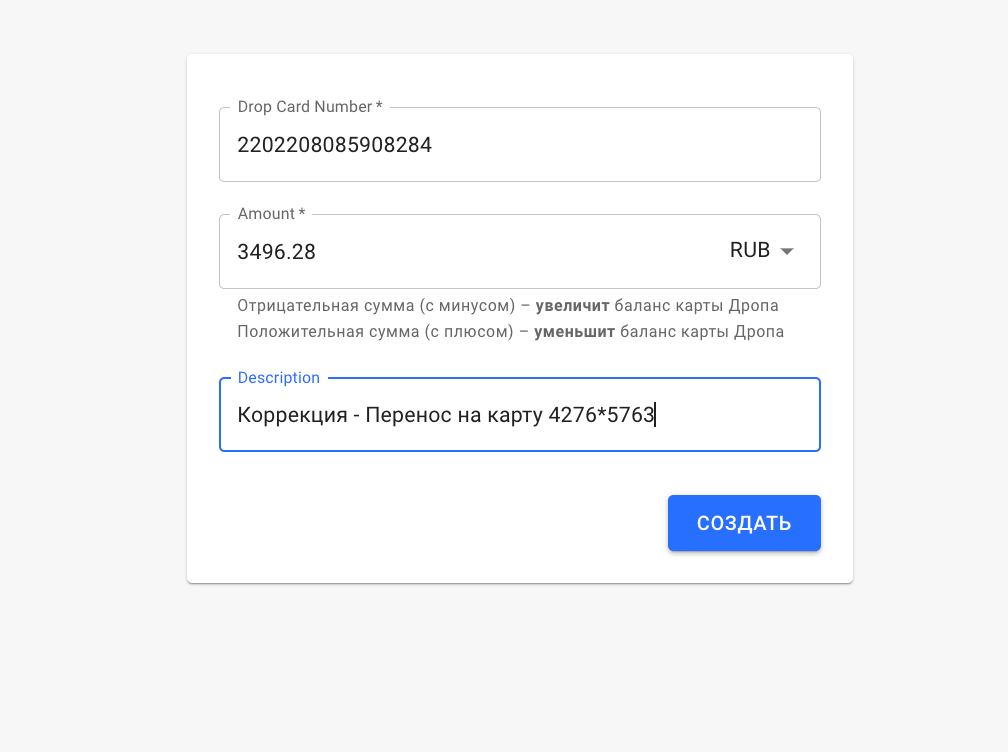 Drop Card Number *
2202208085908284
Amount *
3496.28 RUB
Отрицательная сумма (с минусом) – увеличит баланс карты Дропа
Положительная сумма (с плюсом) – уменьшит баланс карты Дропа
Description
Коррекция - Перенос на карту 4276*5763
СОЗДАТЬ